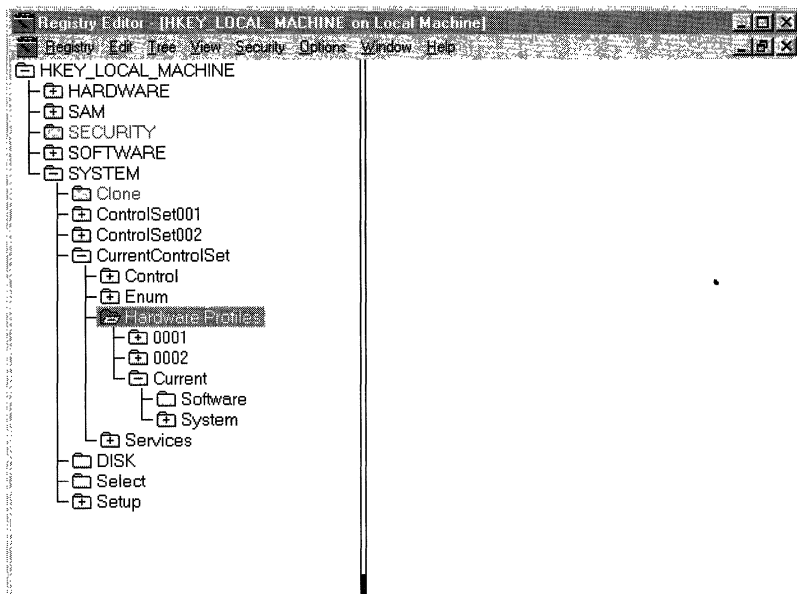 Registry Editor - [HKEY_LOCAL_MACHINE on Local Machine]
Registry Edit Tree View Security Options Window Help
HKEY_LOCAL_MACHINE
HARDWARE
SAM
SECURITY
SOFTWARE
SYSTEM
Clone
ControlSet001
ControlSet002
CurrentControlSet
Control
Enum
Hardware Profiles
0001
0002
Current
Software
System
Services
DISK
Select
Setup